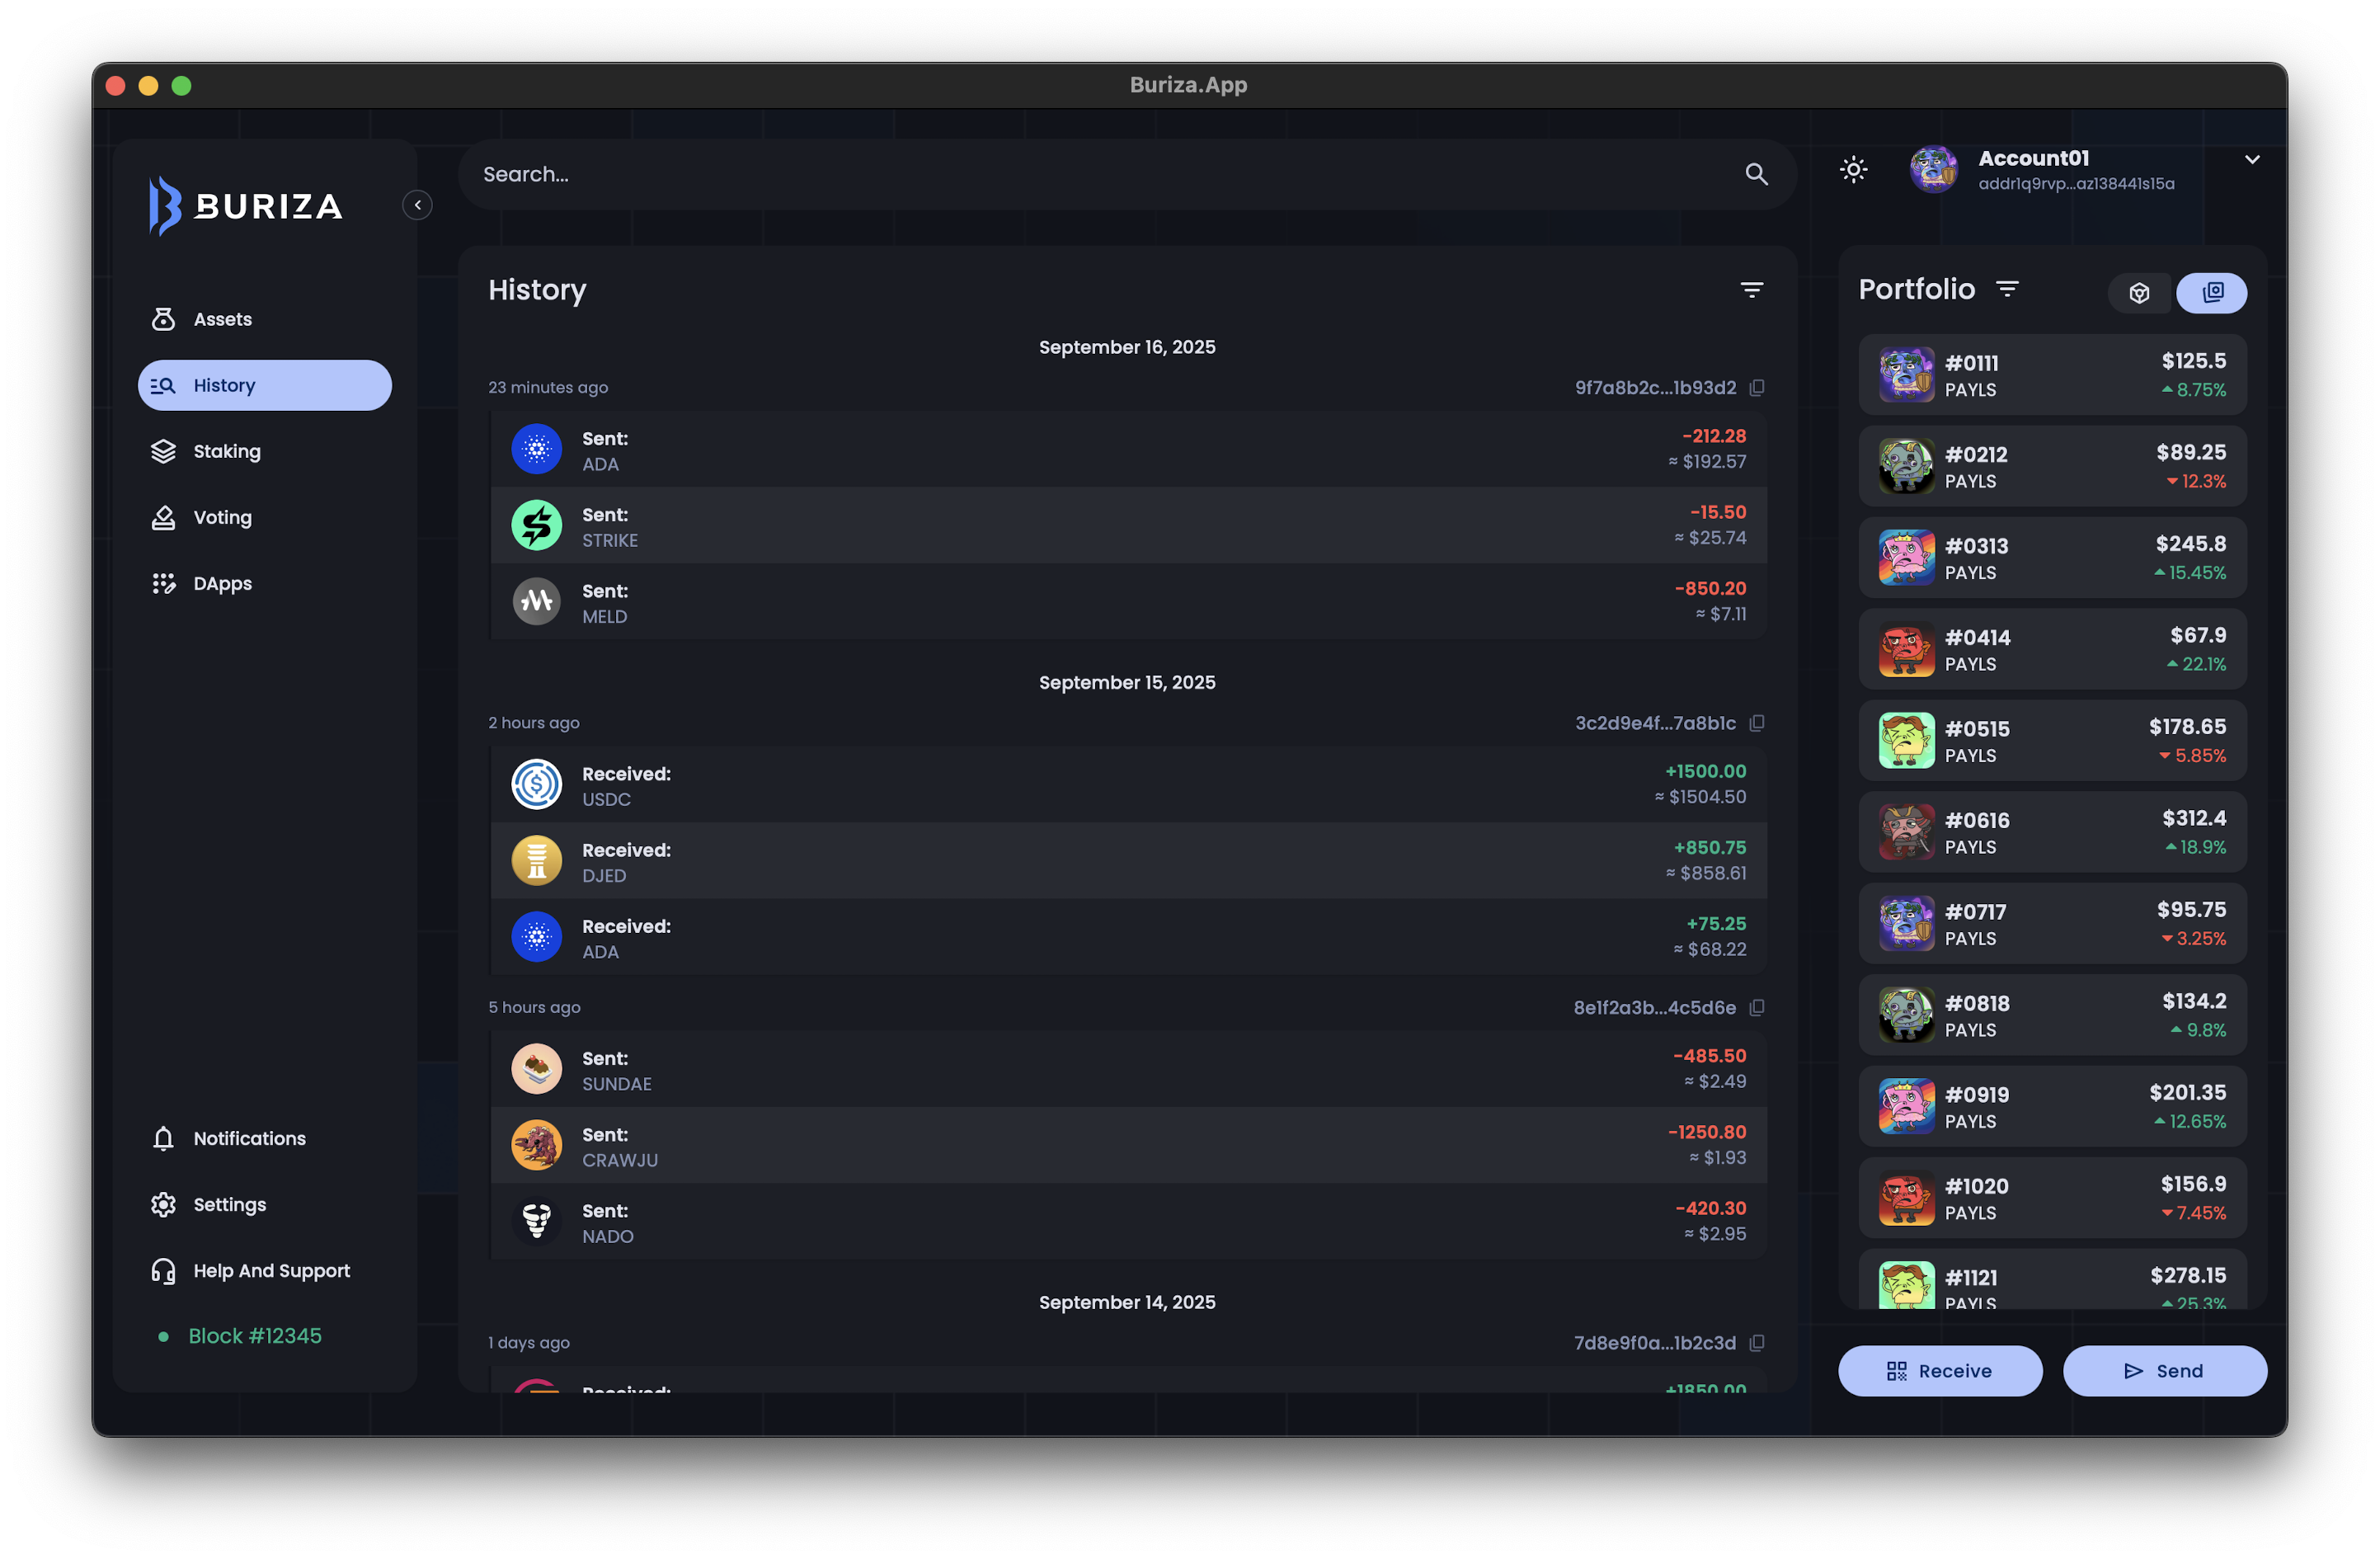 Buriza.App
BURIZA
Assets
History
Staking
Voting
DApps
Notifications
Settings
Help And Support
Block #12345
Search...
History
September 16, 2025
23 minutes ago
9f7a8b2c...1b93d2
Sent:
-212.28
ADA
≈ $192.57
Sent:
-15.50
STRIKE
≈ $25.74
Sent:
-850.20
MELD
≈ $7.11
September 15, 2025
2 hours ago
3c2d9e4f...7a8b1c
Received:
+1500.00
USDC
≈ $1504.50
Received:
+850.75
DJED
≈ $858.61
Received:
+75.25
ADA
≈ $68.22
5 hours ago
8e1f2a3b...4c5d6e
Sent:
-485.50
SUNDAE
≈ $2.49
Sent:
-1250.80
CRAWJU
≈ $1.93
Sent:
-420.30
NADO
≈ $2.95
September 14, 2025
1 days ago
7d8e9f0a...1b2c3d
Received:
+1850.00
Account01
addr1q9rvp...az138441s15a
Portfolio
#0111
$125.5
PAYLS
8.75%
#0212
$89.25
PAYLS
12.3%
#0313
$245.8
PAYLS
15.45%
#0414
$67.9
PAYLS
22.1%
#0515
$178.65
PAYLS
5.85%
#0616
$312.4
PAYLS
18.9%
#0717
$95.75
PAYLS
3.25%
#0818
$134.2
PAYLS
9.8%
#0919
$201.35
PAYLS
12.65%
#1020
$156.9
PAYLS
7.45%
#1121
$278.15
PAYLS
25.3%
Receive
Send